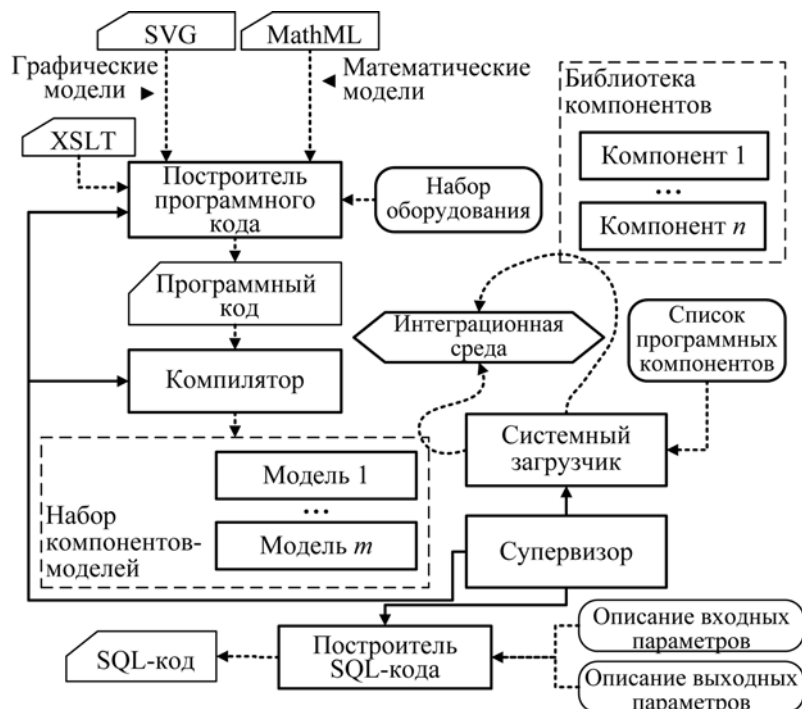 SVG
MathML
Графические
модели
Математические
модели
XSLT
Библиотека
компонентов
Компонент 1
...
Компонент n
Построитель
программного
кода
Набор
оборудования
Программный
код
Интеграционная
среда
Список
программных
компонентов
Компилятор
Системный
загрузчик
Модель 1
...
Модель m
Набор
компонентов-
моделей
Супервизор
SQL-код
Построитель
SQL-кода
Описание входных
параметров
Описание выходных
параметров